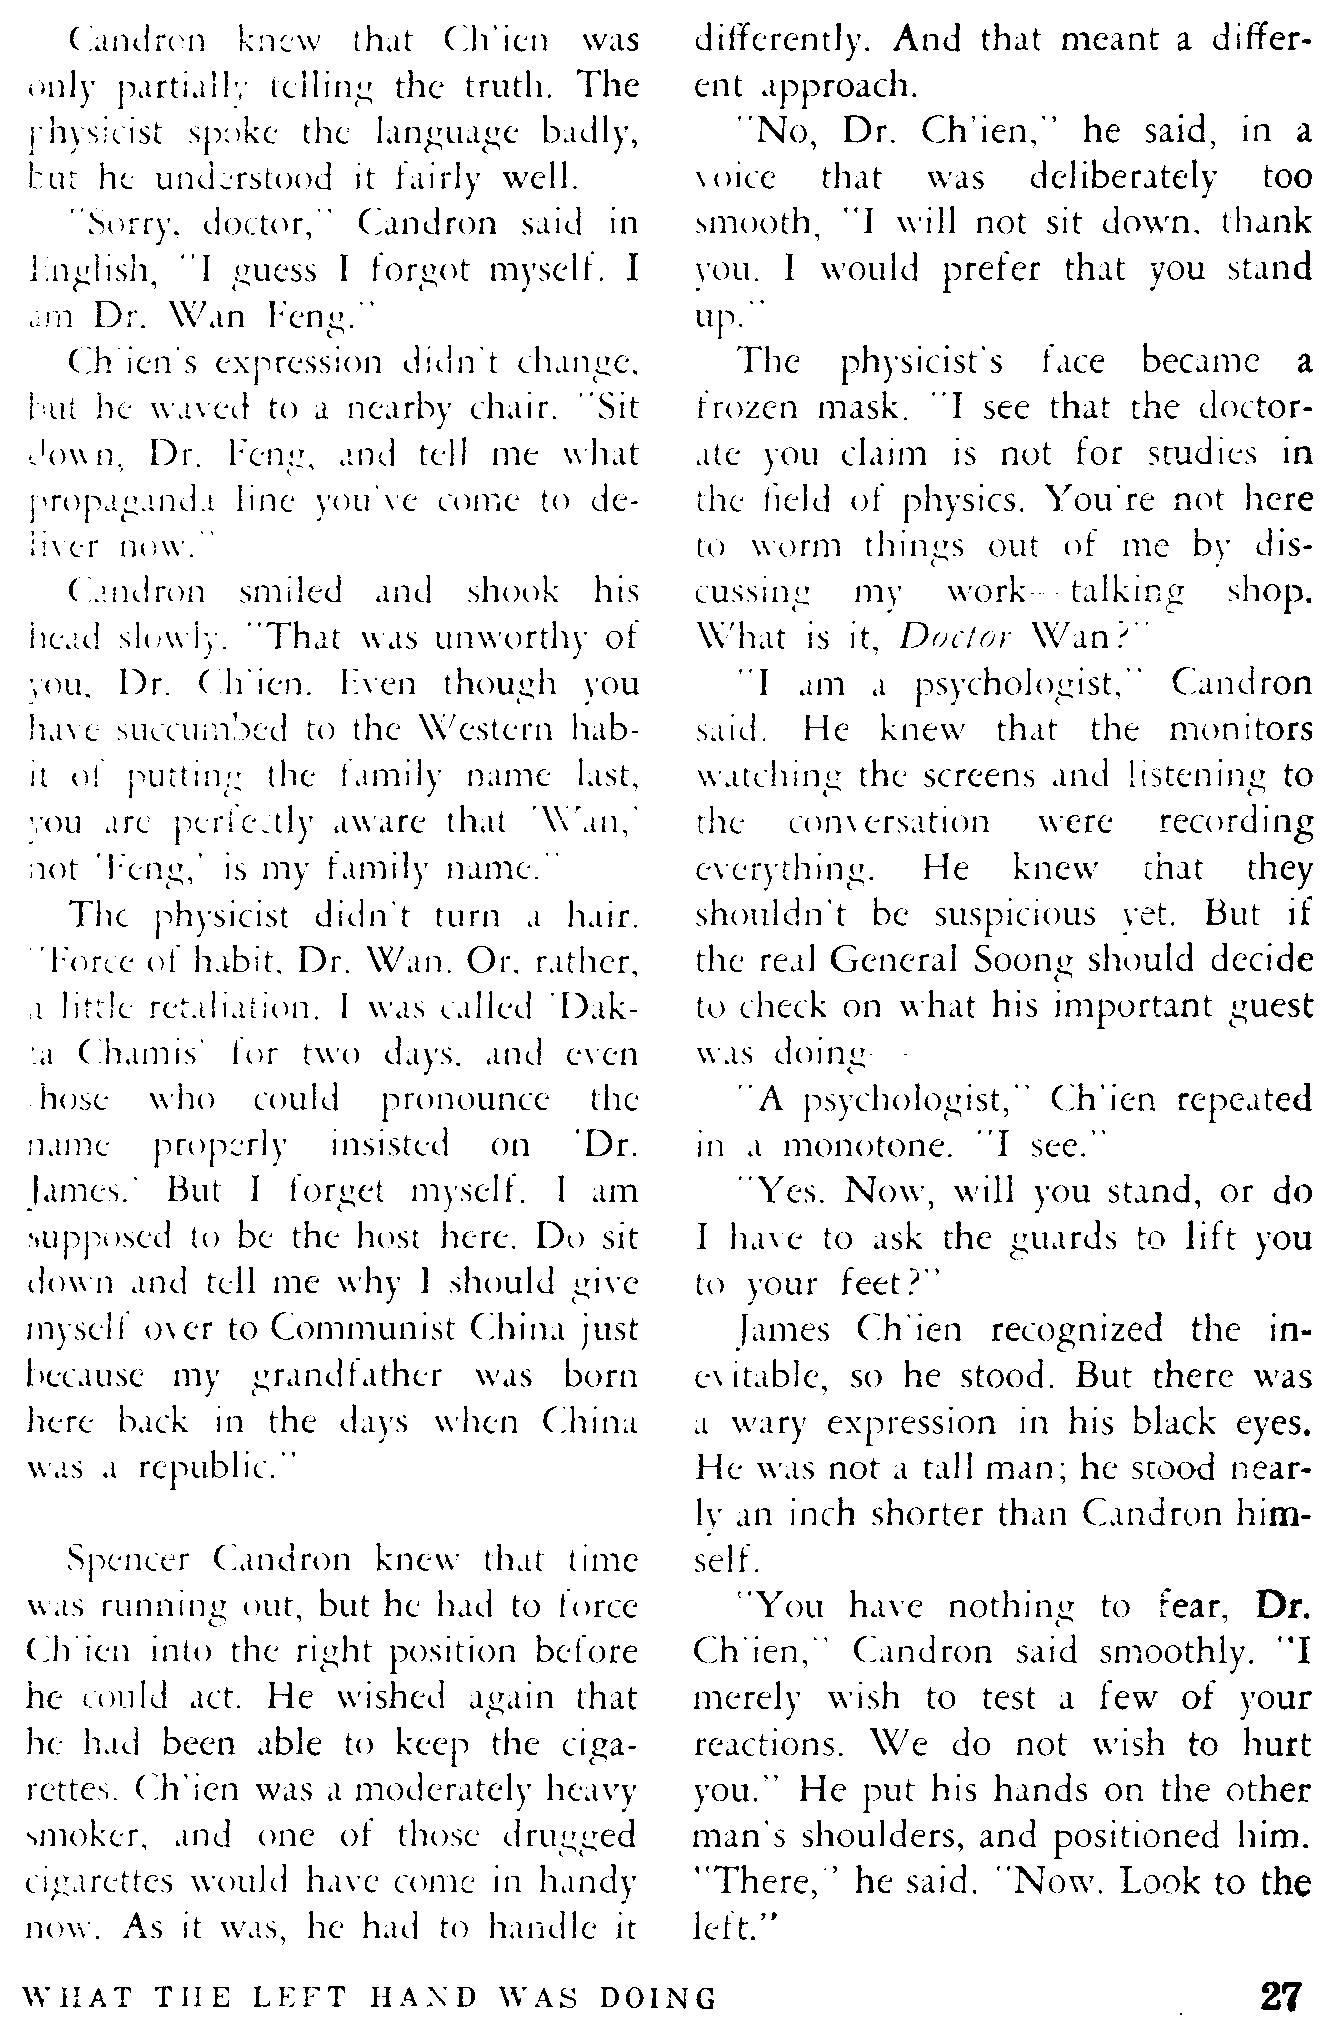 Candron knew that Ch'ien was
only partially telling the truth. The
physicist spoke the language badly,
but he understood it fairly well.
"Sorry, doctor," Candron said in
English, "I guess I forgot myself. I
am Dr. Wan Feng."
Ch'ien's expression didn't change,
but he waved to a nearby chair. "Sit
down, Dr. Feng, and tell me what
propaganda line you've come to de-
liver now."
Candron smiled and shook his
head slowly. "That was unworthy of
you, Dr. Ch'ien. Even though you
have succumbed to the Western hab-
it of putting the family name last,
you are perfectly aware that 'Wan,'
not 'Feng,' is my family name."
The physicist didn't turn a hair.
"Force of habit, Dr. Wan. Or, rather,
a little retaliation. I was called 'Dak-
ta Chamis' for two days, and even
those who could pronounce the
name properly insisted on 'Dr.
James.' But I forget myself. I am
supposed to be the host here. Do sit
down and tell me why I should give
myself over to Communist China just
because my grandfather was born
here back in the days when China
was a republic."
Spencer Candron knew that time
was running out, but he had to force
Ch'ien into the right position before
he could act. He wished again that
he had been able to keep the ciga-
rettes. Ch'ien was a moderately heavy
smoker, and one of those drugged
cigarettes would have come in handy
now. As it was, he had to handle it
differently. And that meant a differ-
ent approach.
"No, Dr. Ch'ien," he said, in a
voice that was deliberately too
smooth, "I will not sit down, thank
you. I would prefer that you stand
up."
The physicist's face became a
frozen mask. "I see that the doctor-
ate you claim is not for studies in
the field of physics. You're not here
to worm things out of me by dis-
cussing my work—talking shop.
What is it, Doctor Wan?"
"I am a psychologist," Candron
said. He knew that the monitors
watching the screens and listening to
the conversation were recording
everything. He knew that they
shouldn't be suspicious yet. But if
the real General Soong should decide
to check on what his important guest
was doing—
"A psychologist," Ch'ien repeated
in a monotone. "I see."
"Yes. Now, will you stand, or do
I have to ask the guards to lift you
to your feet?"
James Ch'ien recognized the in-
evitable, so he stood. But there was
a wary expression in his black eyes.
He was not a tall man; he stood near-
ly an inch shorter than Candron him-
self.
"You have nothing to fear, Dr.
Ch'ien," Candron said smoothly. "I
merely wish to test a few of your
reactions. We do not wish to hurt
you." He put his hands on the other
man's shoulders, and positioned him.
"There," he said. "Now. Look to the
left."
WHAT THE LEFT HAND WAS DOING 27